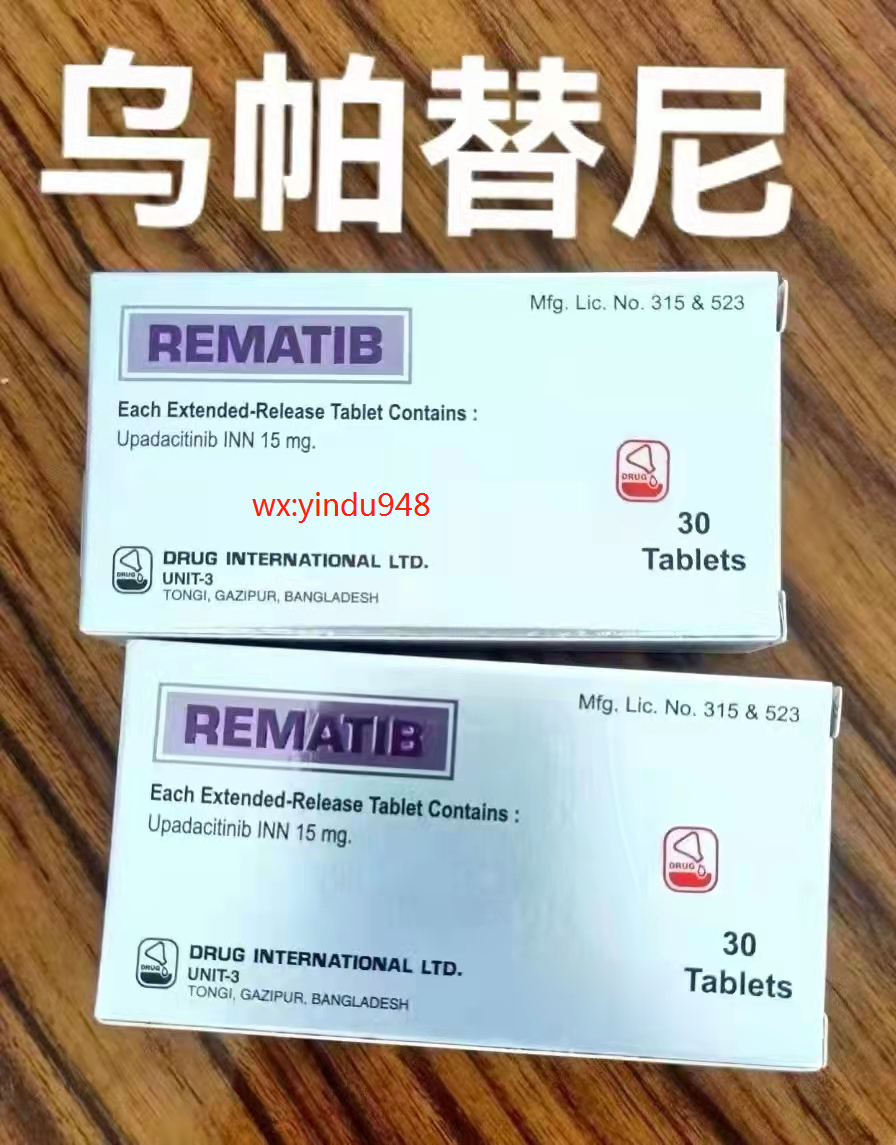 乌帕替尼
Mfg. Lic. No. 315 & 523
REMATIB
Each Extended-Release Tablet Contains :
Upadacitinib INN 15 mg.
DRUG
wx:yindu948
30
Tablets
DRUG
DRUG INTERNATIONAL LTD.
UNIT-3
TONGI, GAZIPUR, BANGLADESH
Mfg. Lic. No. 315 & 523
REMATIB
Each Extended-Release Tablet Contains :
Upadacitinib INN 15 mg.
DRUG
30
Tablets
DRUG
DRUG INTERNATIONAL LTD.
UNIT-3
TONGI, GAZIPUR, BANGLADESH